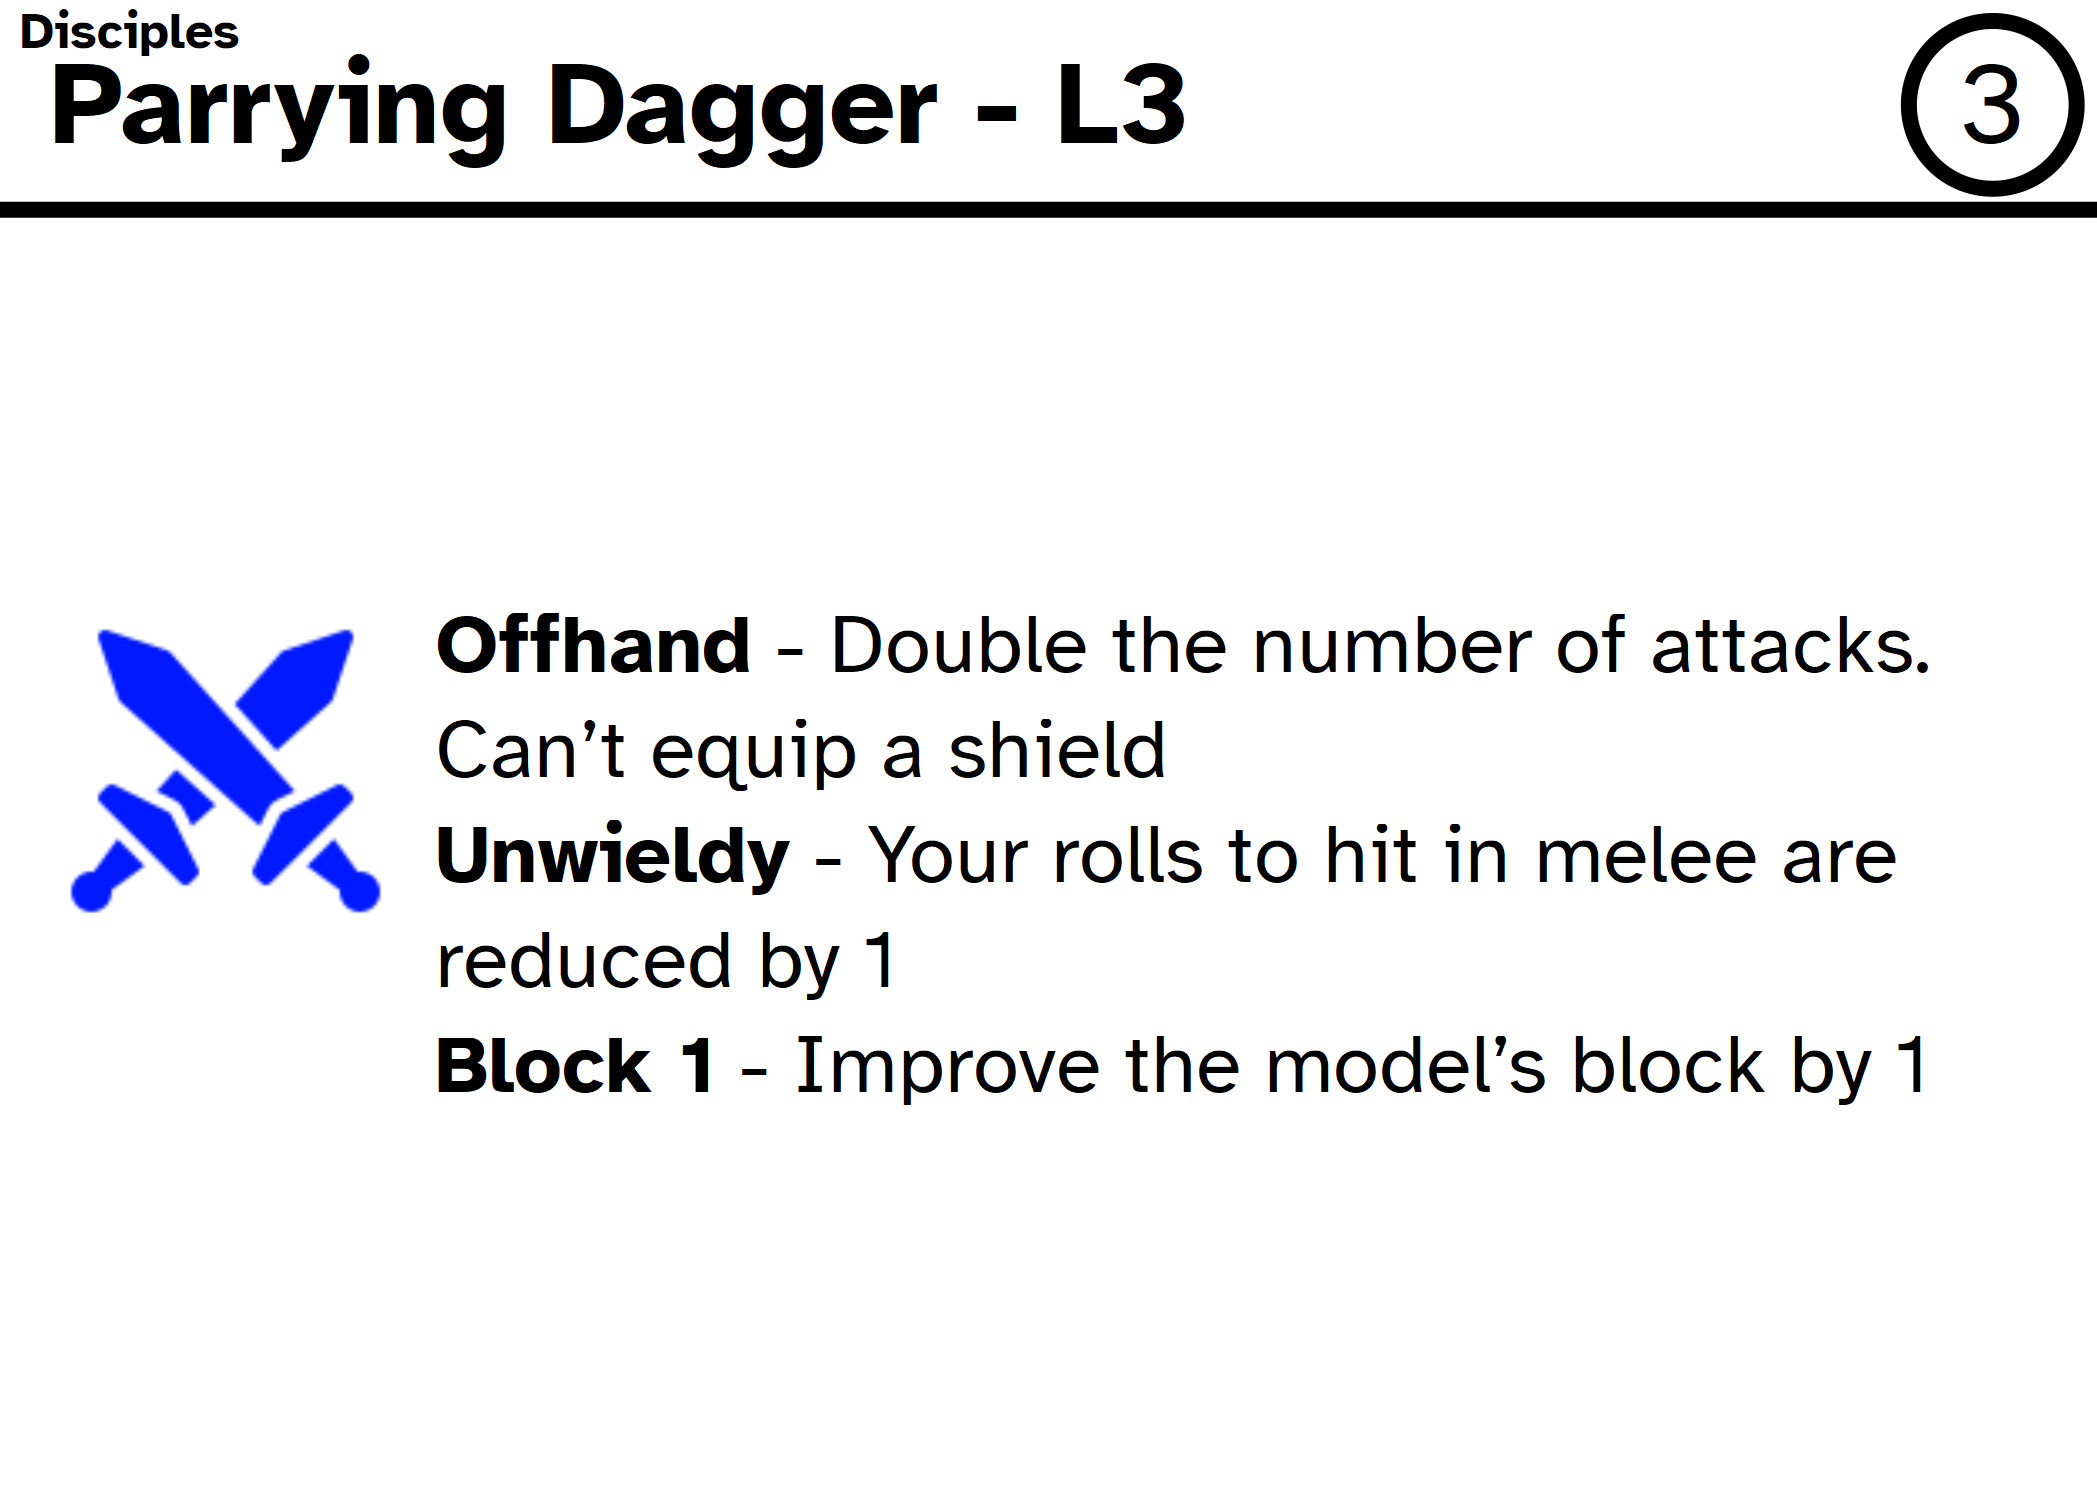 Disciples
Parrying Dagger - L3
3
Offhand - Double the number of attacks.
Can’t equip a shield
Unwieldy - Your rolls to hit in melee are
reduced by 1
Block 1 - Improve the model’s block by 1